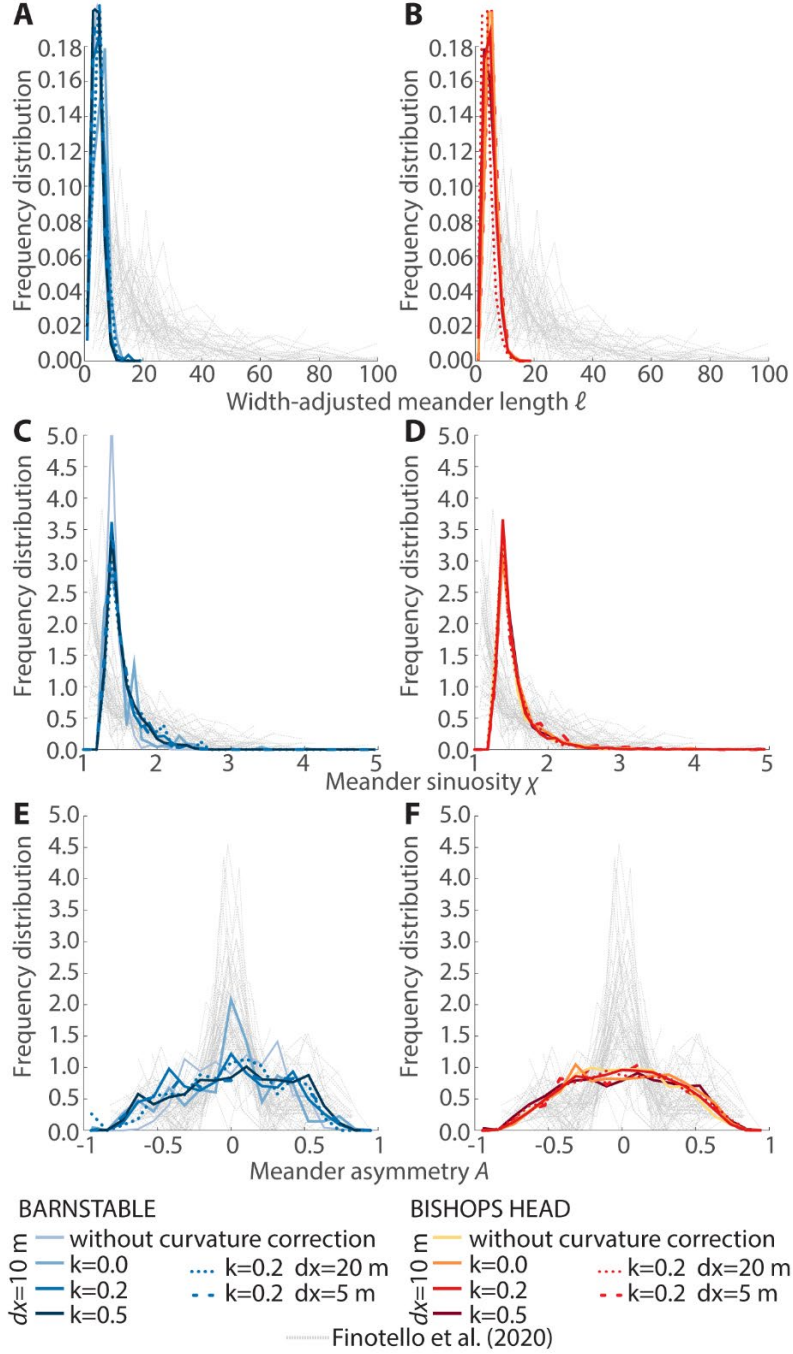 A
B
Frequency distribution
0.18
0.16
0.14
0.12
0.10
0.08
0.06
0.04
0.02
0.00
0 20 40 60 80 100
Frequency distribution
0.18
0.16
0.14
0.12
0.10
0.08
0.06
0.04
0.02
0.00
0 20 40 60 80 100
Width-adjusted meander length ℓ
C
D
Frequency distribution
5.0
4.5
4.0
3.5
3.0
2.5
2.0
1.5
1.0
0.5
0.0
1 2 3 4 5
Frequency distribution
5.0
4.5
4.0
3.5
3.0
2.5
2.0
1.5
1.0
0.5
0.0
1 2 3 4 5
Meander sinuosity χ
E
F
Frequency distribution
5.0
4.5
4.0
3.5
3.0
2.5
2.0
1.5
1.0
0.5
0.0
-1 -0.5 0 0.5 1
Frequency distribution
5.0
4.5
4.0
3.5
3.0
2.5
2.0
1.5
1.0
0.5
0.0
-1 -0.5 0 0.5 1
Meander asymmetry A
BARNSTABLE
dx=10 m
without curvature correction
k=0.0
k=0.2
k=0.5
k=0.2 dx=20 m
k=0.2 dx=5 m
BISHOPS HEAD
dx=10 m
without curvature correction
k=0.0
k=0.2
k=0.5
k=0.2 dx=20 m
k=0.2 dx=5 m
Finotello et al. (2020)